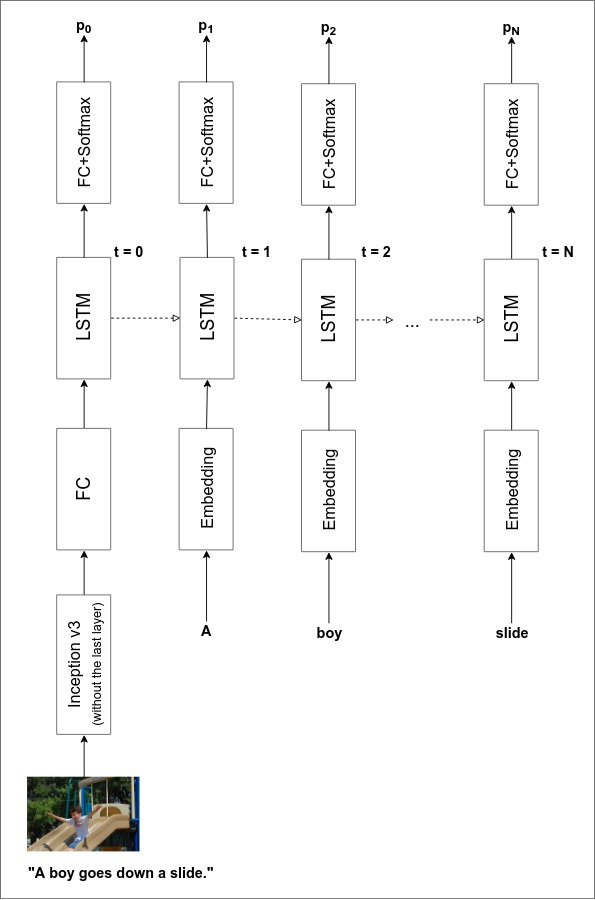 p0 p1 p2 pN
FC+Softmax FC+Softmax FC+Softmax FC+Softmax
t = 0 t = 1 t = 2 t = N
LSTM LSTM LSTM ... LSTM
FC Embedding Embedding Embedding
A boy slide
Inception v3
(without the last layer)
"A boy goes down a slide."